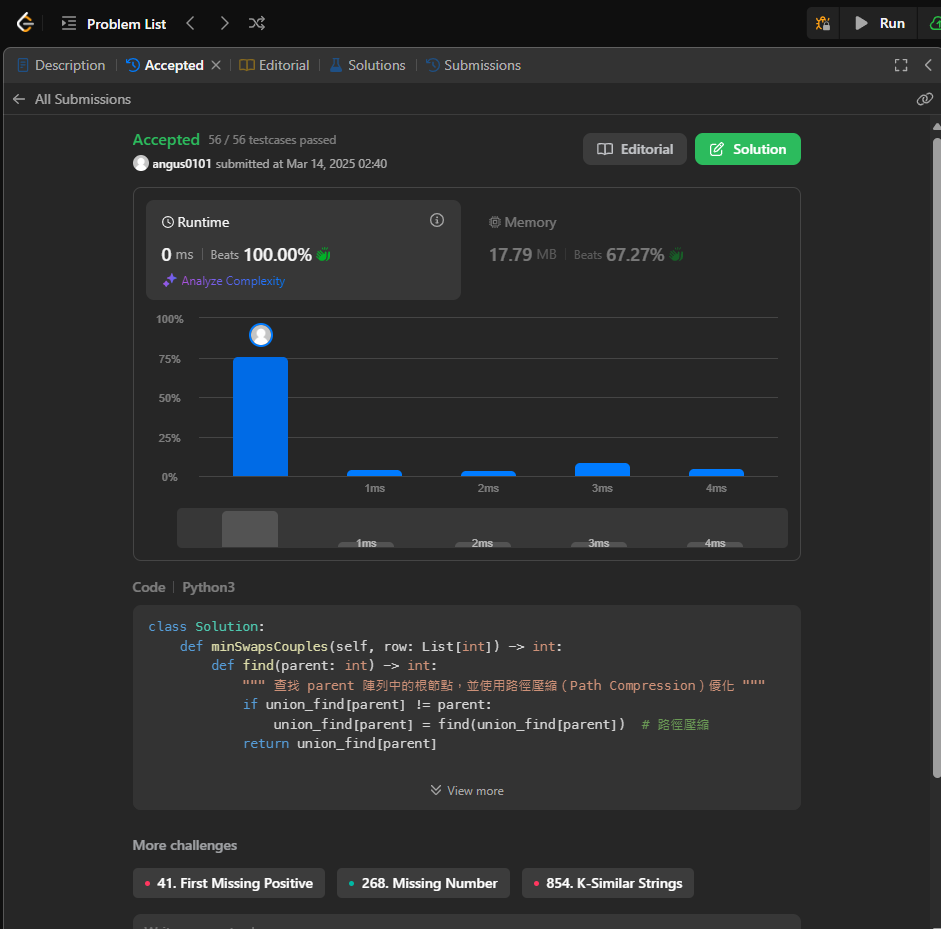 Problem List
Run
Description
Accepted
Editorial
Solutions
Submissions
All Submissions
Accepted 56 / 56 testcases passed
angus0101 submitted at Mar 14, 2025 02:40
Editorial
Solution
Runtime
0 ms Beats 100.00%
Analyze Complexity
Memory
17.79 MB Beats 67.27%
100%
75%
50%
25%
0%
1ms 2ms 3ms 4ms
1ms 2ms 3ms 4ms
Code Python3
class Solution:
    def minSwapsCouples(self, row: List[int]) -> int:
        def find(parent: int) -> int:
            """ 查找 parent 陣列中的根節點，並使用路徑壓縮（Path Compression）優化 """
            if union_find[parent] != parent:
                union_find[parent] = find(union_find[parent])  # 路徑壓縮
            return union_find[parent]
View more
More challenges
41. First Missing Positive
268. Missing Number
854. K-Similar Strings